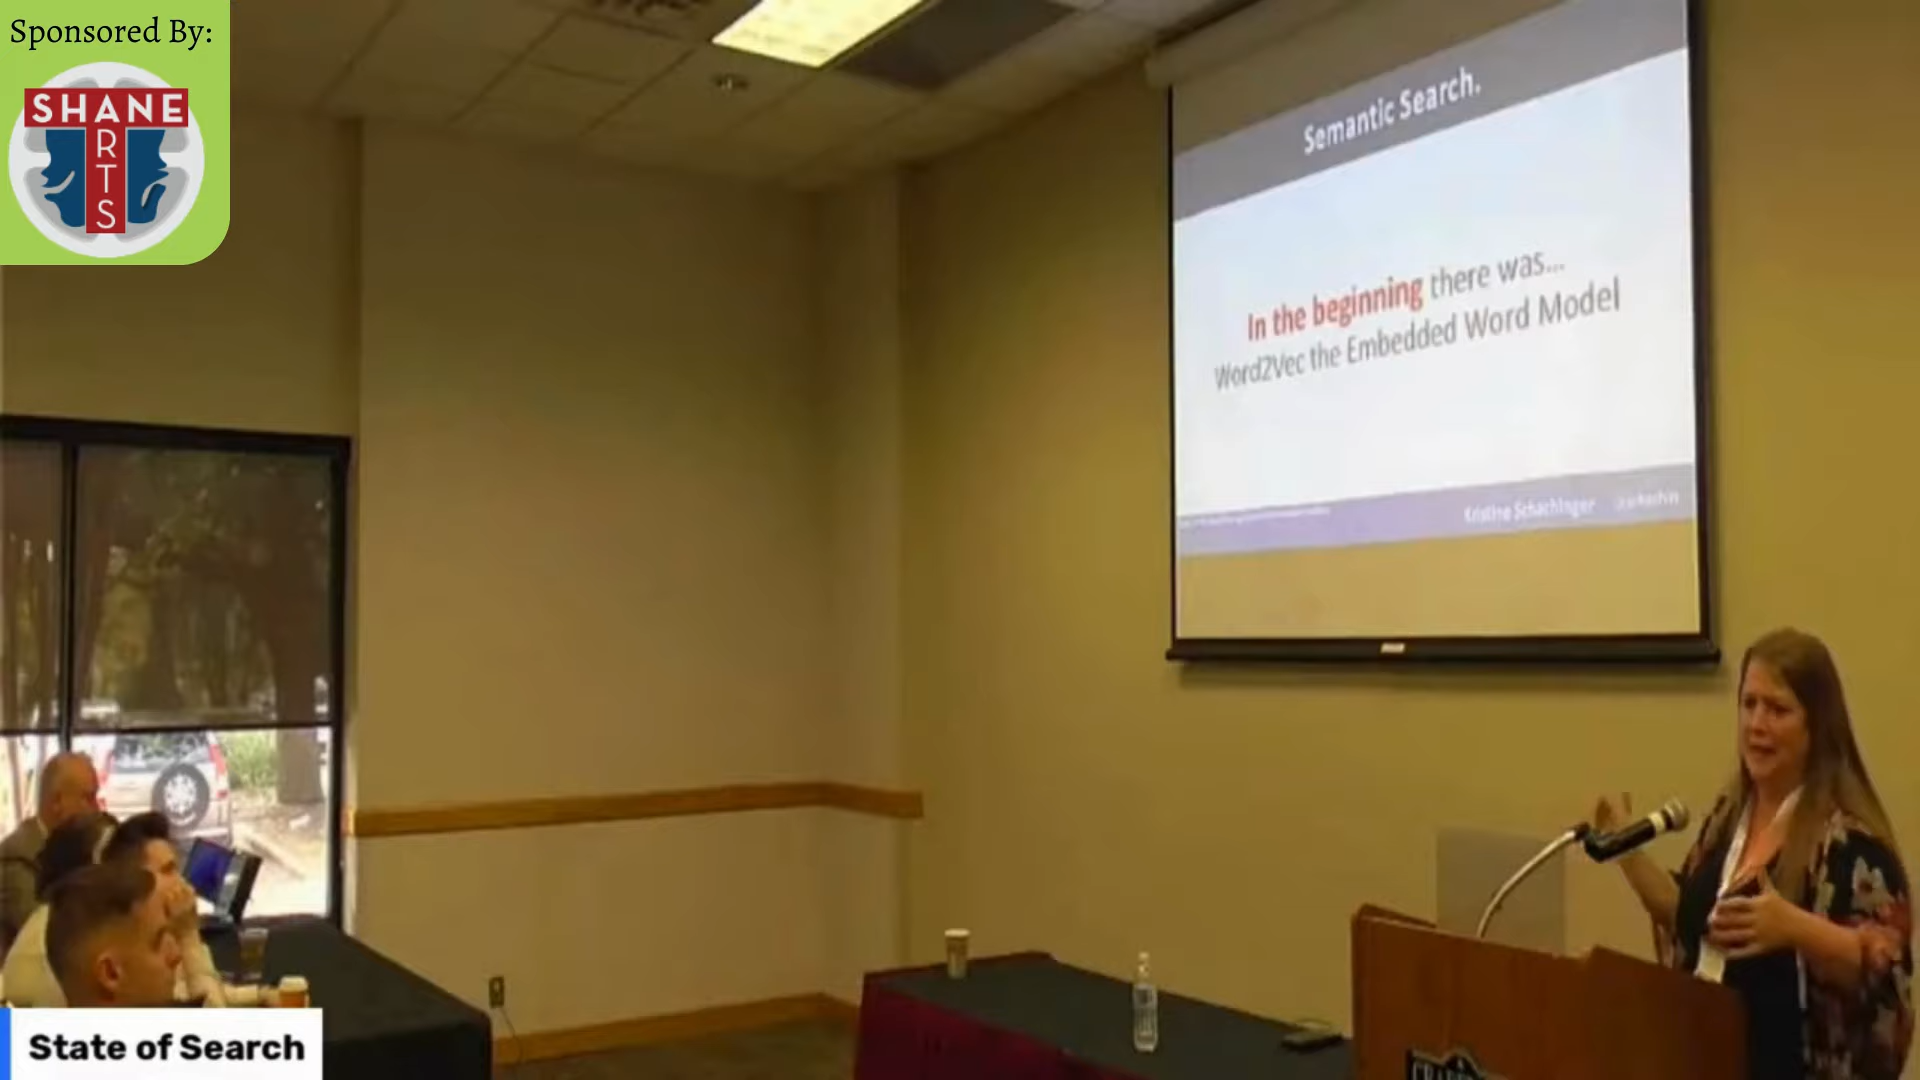 Sponsored By:
SHANE
RTS
Semantic Search.
In the beginning there was...
Word2Vec the Embedded Word Model
Kristine Schachinger
State of Search